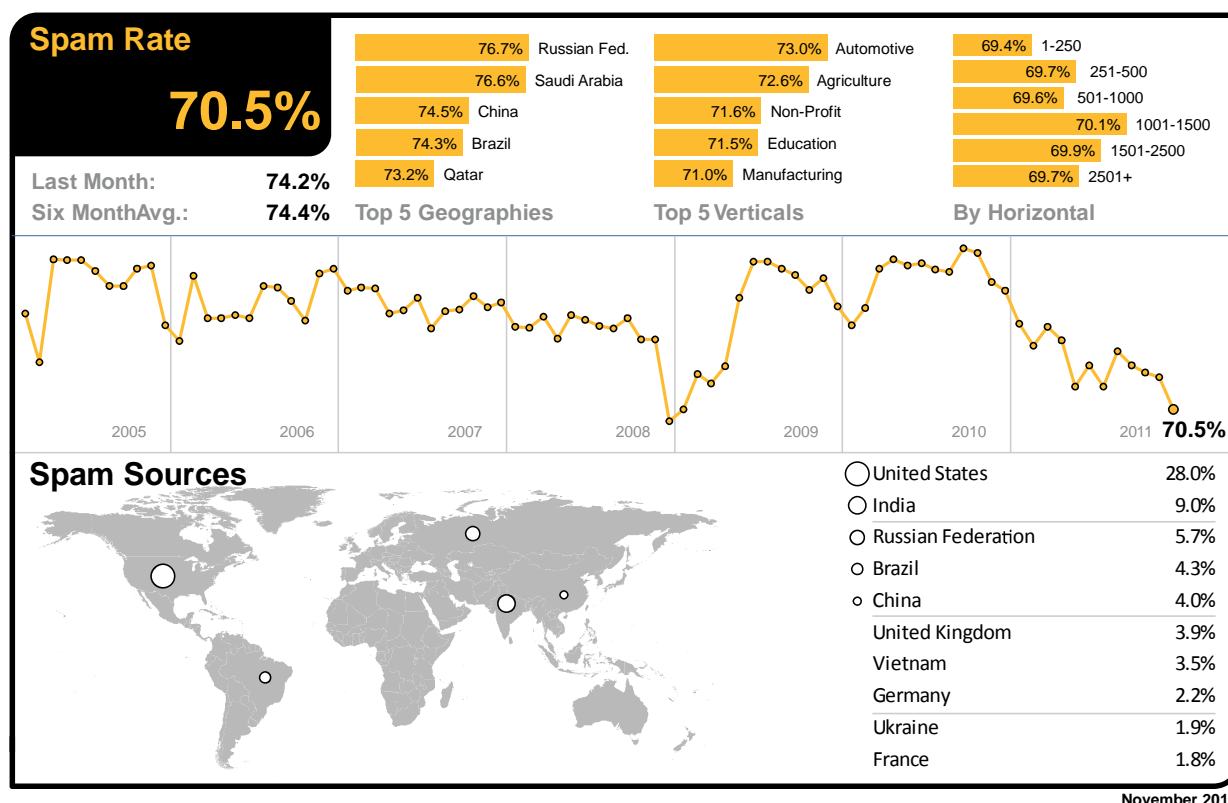 Spam Rate
70.5%
Last Month: 74.2%
Six MonthAvg.: 74.4%
76.7% Russian Fed.
76.6% Saudi Arabia
74.5% China
74.3% Brazil
73.2% Qatar
Top 5 Geographies
73.0% Automotive
72.6% Agriculture
71.6% Non-Profit
71.5% Education
71.0% Manufacturing
Top 5 Verticals
69.4% 1-250
69.7% 251-500
69.6% 501-1000
70.1% 1001-1500
69.9% 1501-2500
69.7% 2501+
By Horizontal
2005 2006 2007 2008 2009 2010 2011 70.5%
Spam Sources
United States 28.0%
India 9.0%
Russian Federation 5.7%
Brazil 4.3%
China 4.0%
United Kingdom 3.9%
Vietnam 3.5%
Germany 2.2%
Ukraine 1.9%
France 1.8%
November 201